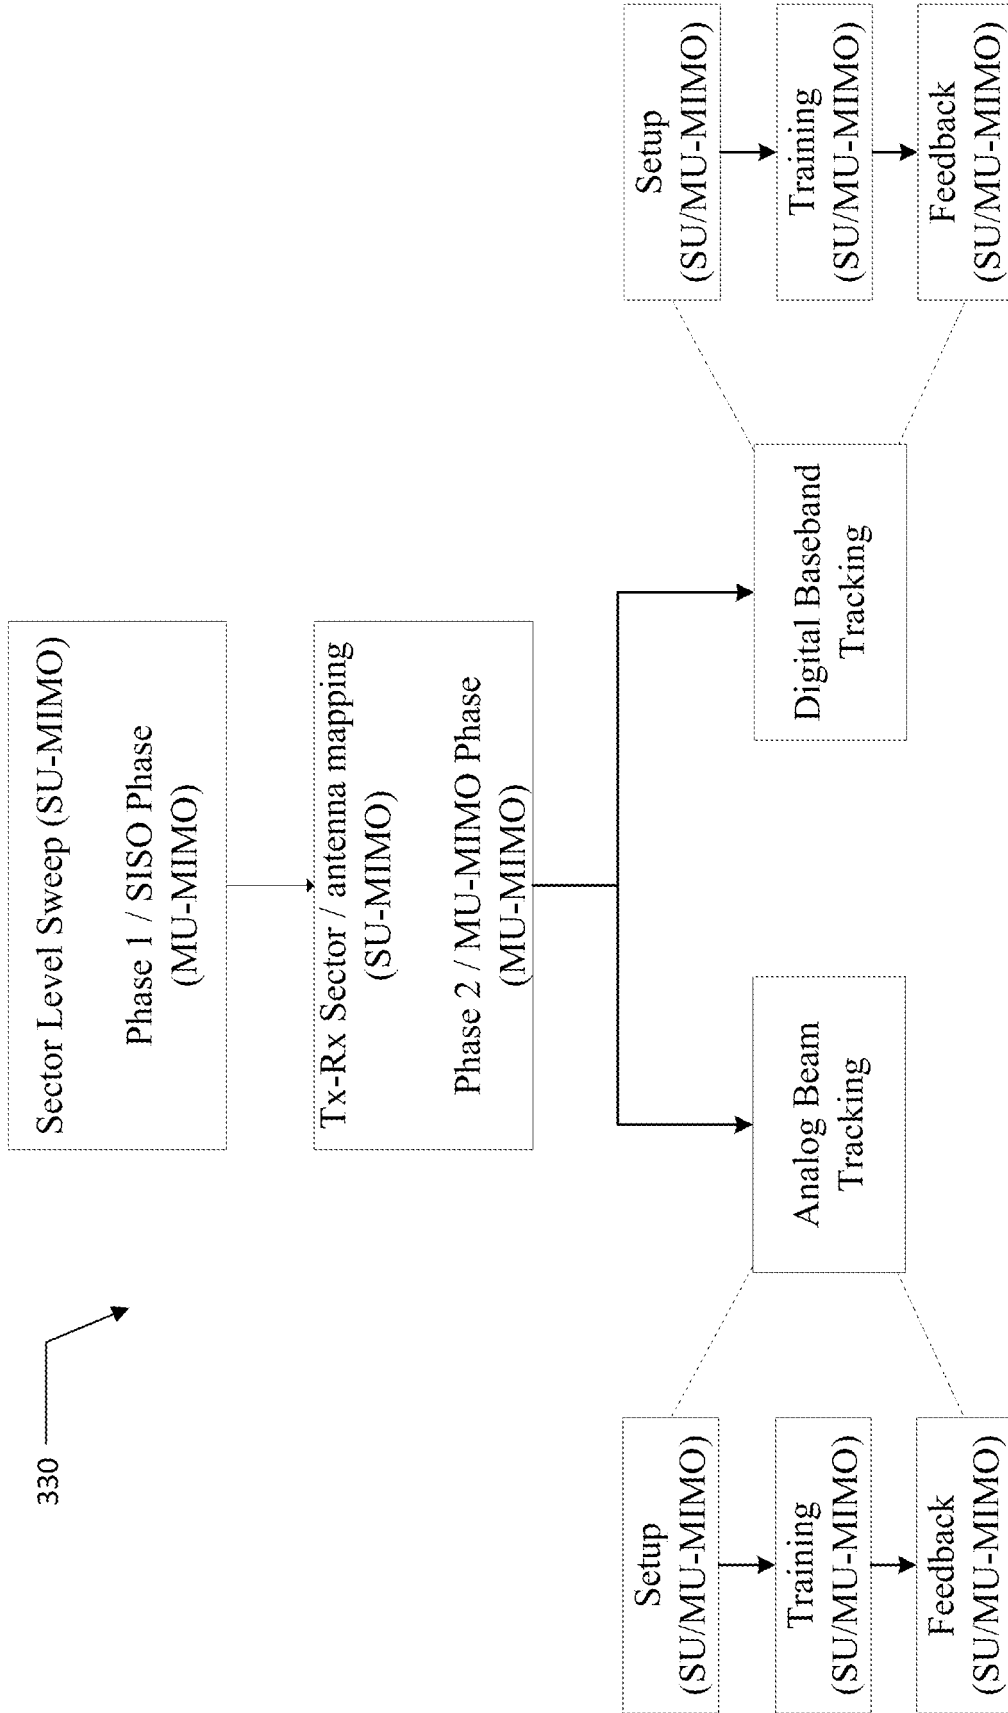 330
Sector Level Sweep (SU-MIMO)
Phase 1 / SISO Phase
(MU-MIMO)
Tx-Rx Sector / antenna mapping
(SU-MIMO)
Phase 2 / MU-MIMO Phase
(MU-MIMO)
Analog Beam
Tracking
Digital Baseband
Tracking
Setup
(SU/MU-MIMO)
Training
(SU/MU-MIMO)
Feedback
(SU/MU-MIMO)
Setup
(SU/MU-MIMO)
Training
(SU/MU-MIMO)
Feedback
(SU/MU-MIMO)